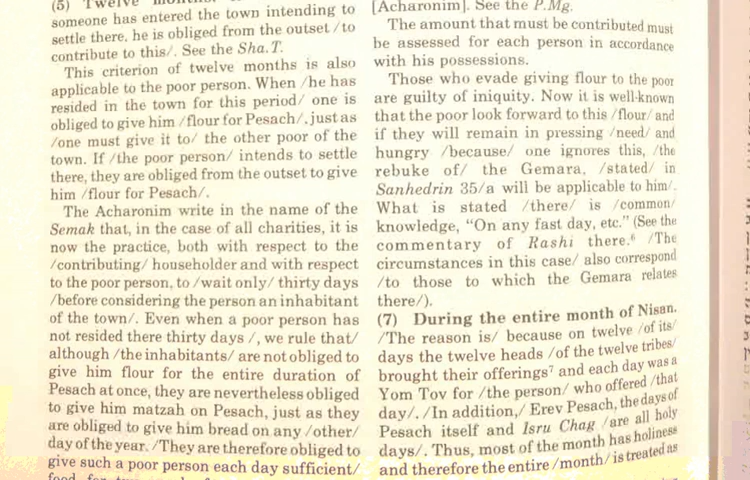 (5) Twelve
someone has entered the town intending to
settle there, he is obliged from the outset /to
contribute to this/. See the Sha.T.
This criterion of twelve months is also
applicable to the poor person. When /he has
resided in the town for this period/ one is
obliged to give him /flour for Pesach/, just as
/one must give it to/ the other poor of the
town. If /the poor person/ intends to settle
there, they are obliged from the outset to give
him /flour for Pesach/.
The Acharonim write in the name of the
Semak that, in the case of all charities, it is
now the practice, both with respect to the
/contributing/ householder and with respect
to the poor person, to /wait only/ thirty days
/before considering the person an inhabitant
of the town/. Even when a poor person has
not resided there thirty days /, we rule that/
although /the inhabitants/ are not obliged to
give him flour for the entire duration of
Pesach at once, they are nevertheless obliged
to give him matzah on Pesach, just as they
are obliged to give him bread on any /other/
day of the year. /They are therefore obliged to
give such a poor person each day sufficient/
[Acharonim]. See the P.Mg.
The amount that must be contributed must
be assessed for each person in accordance
with his possessions.
Those who evade giving flour to the poor
are guilty of iniquity. Now it is well-known
that the poor look forward to this /flour/ and
if they will remain in pressing /need/ and
hungry /because/ one ignores this, /the
rebuke of/ the Gemara, /stated/ in
Sanhedrin 35/a will be applicable to him/.
What is stated /there/ is /common/
knowledge, "On any fast day, etc." (See the
commentary of Rashi there.⁶ /The
circumstances in this case/ also correspond
/to those to which the Gemara relates
there/).
(7) During the entire month of Nisan.
/The reason is/ because on twelve /of its/
days the twelve heads /of the twelve tribes/
brought their offerings⁷ and each day was a
Yom Tov for /the person/ who offered /that
day/. /In addition,/ Erev Pesach, the days of
Pesach itself and Isru Chag /are all holy
days/. Thus, most of the month has holiness
and therefore the entire /month/ is treated as